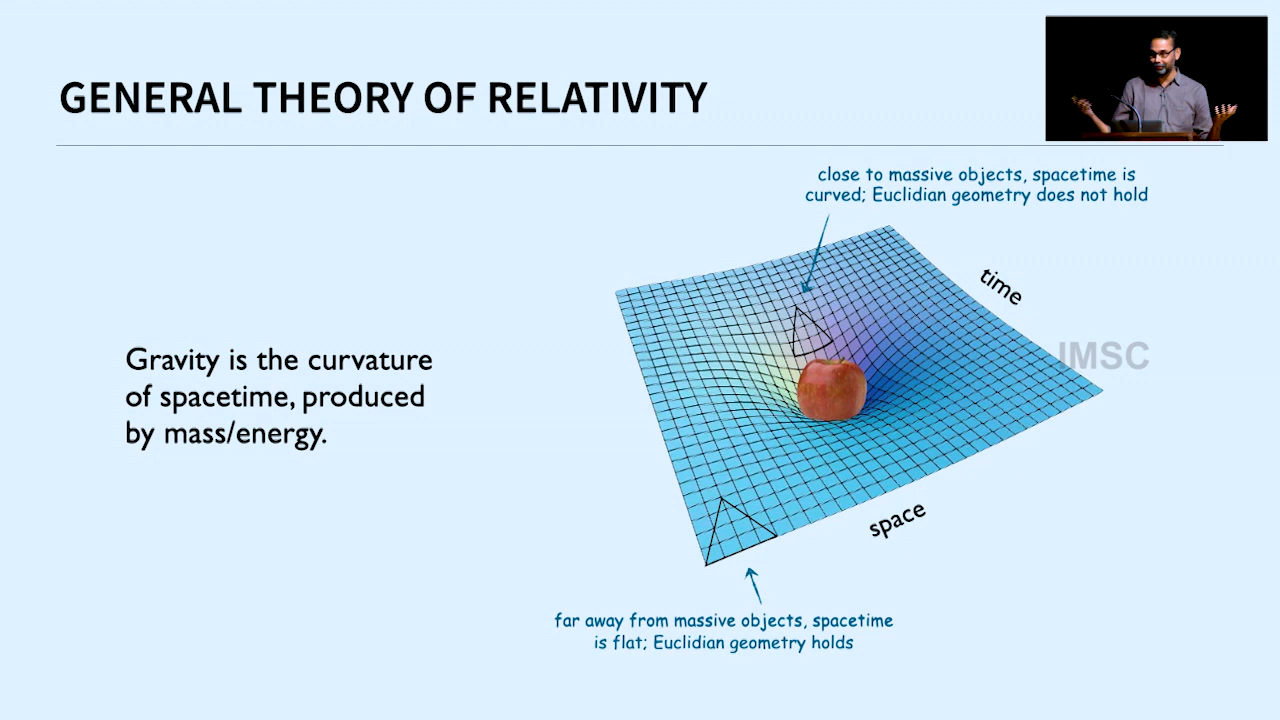 GENERAL THEORY OF RELATIVITY
close to massive objects, spacetime is
curved; Euclidian geometry does not hold
time
IMSC
Gravity is the curvature
of spacetime, produced
by mass/energy.
space
far away from massive objects, spacetime
is flat; Euclidian geometry holds